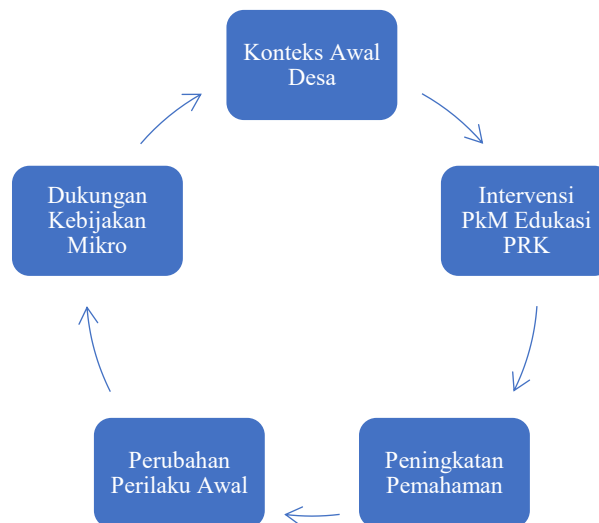 Konteks Awal
Desa
Intervensi
PkM Edukasi
PRK
Peningkatan
Pemahaman
Perubahan
Perilaku Awal
Dukungan
Kebijakan
Mikro